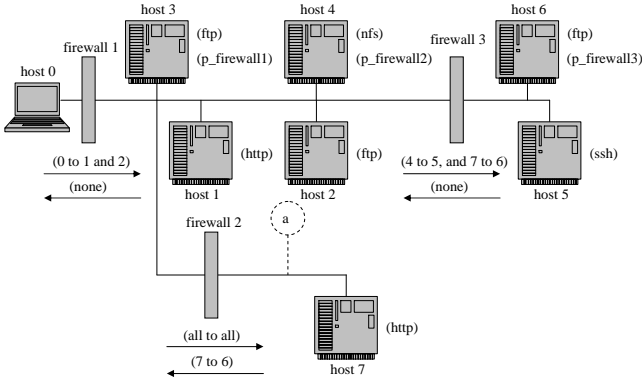 host 3
host 4
host 6
(ftp)
(nfs)
(ftp)
firewall 1
(p_firewall1)
(p_firewall2)
firewall 3
(p_firewall3)
host 0
(http)
(ftp)
(ssh)
(0 to 1 and 2)
(4 to 5, and 7 to 6)
(none)
(none)
host 1
host 2
host 5
firewall 2
a
(http)
(all to all)
(7 to 6)
host 7